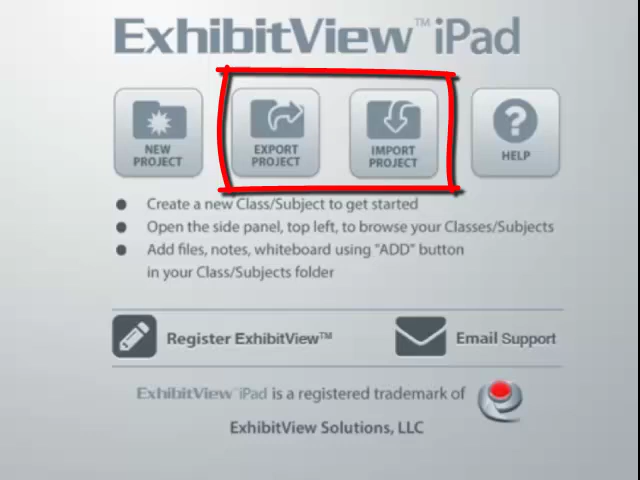 ExhibitView™ iPad
NEW
PROJECT
EXPORT
PROJECT
IMPORT
PROJECT
?
HELP
• Create a new Class/Subject to get started
• Open the side panel, top left, to browse your Classes/Subjects
• Add files, notes, whiteboard using "ADD" button
in your Class/Subjects folder
Register ExhibitView™
Email Support
ExhibitView™ iPad is a registered trademark of
ExhibitView Solutions, LLC